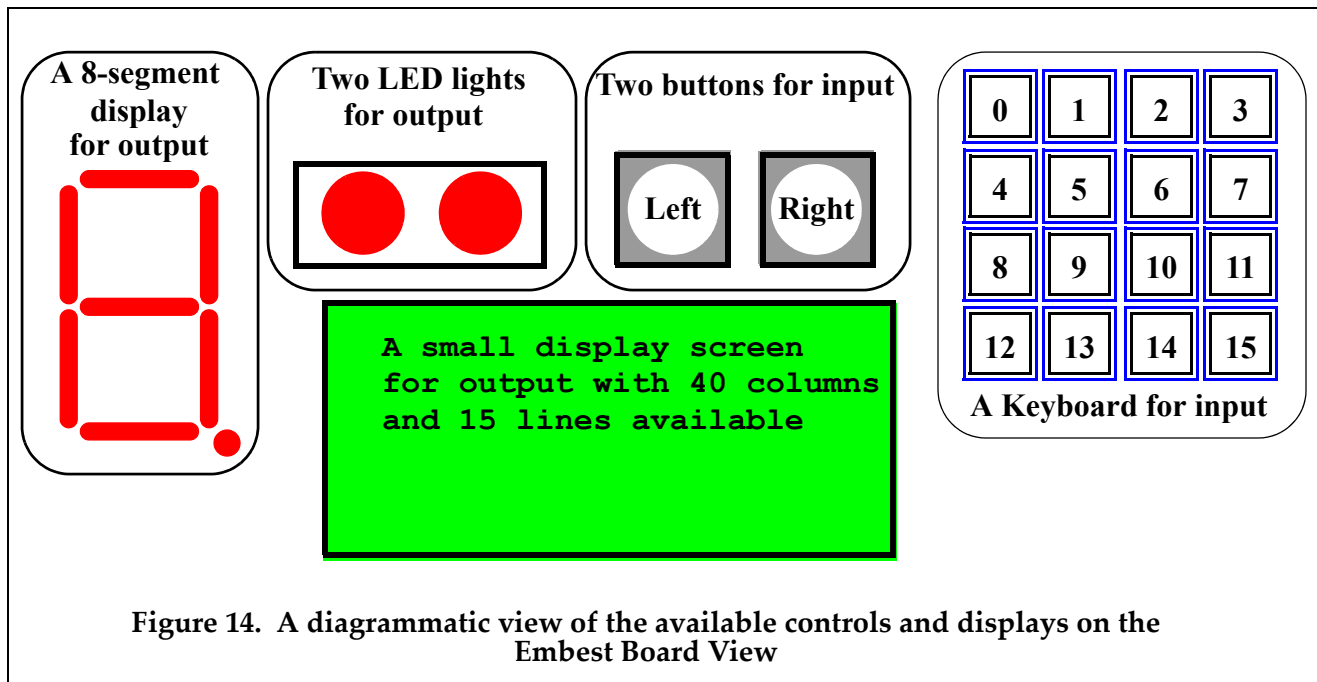 A 8-segment
display
for output
Two LED lights
for output
Two buttons for input
Left
Right
0 1 2 3
4 5 6 7
8 9 10 11
12 13 14 15
A Keyboard for input
A small display screen
for output with 40 columns
and 15 lines available
Figure 14. A diagrammatic view of the available controls and displays on the
Embest Board View